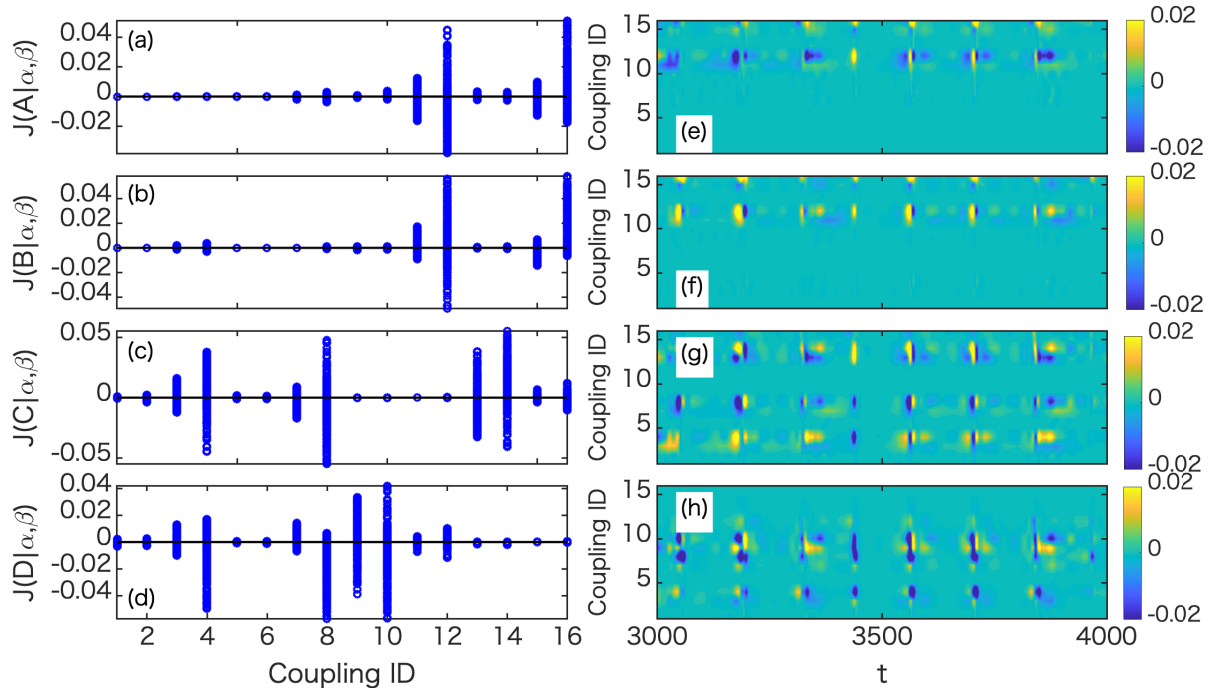 (a)
0.04
0.02
0
-0.02
J(A|α,β)
(b)
0.04
0.02
0
-0.02
-0.04
J(B|α,β)
(c)
0.05
0
-0.05
J(C|α,β)
(d)
0.04
0.02
0
-0.02
-0.04
J(D|α,β)
2 4 6 8 10 12 14 16
Coupling ID
(e)
15
10
5
Coupling ID
0.02
0
-0.02
(f)
15
10
5
Coupling ID
0.02
0
-0.02
(g)
15
10
5
Coupling ID
0.02
0
-0.02
(h)
15
10
5
Coupling ID
0.02
0
-0.02
3000 3500 4000
t